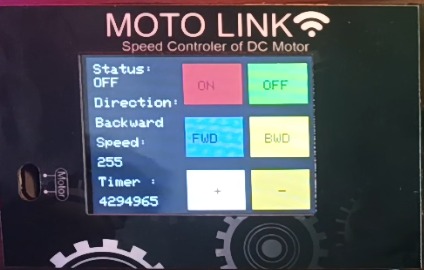 MOTO LINK
Speed Controler of DC Motor
Status:
OFF
Direction:
Backward
Speed:
255
Timer :
4294965
ON
OFF
FWD
BWD
+
-
Motor